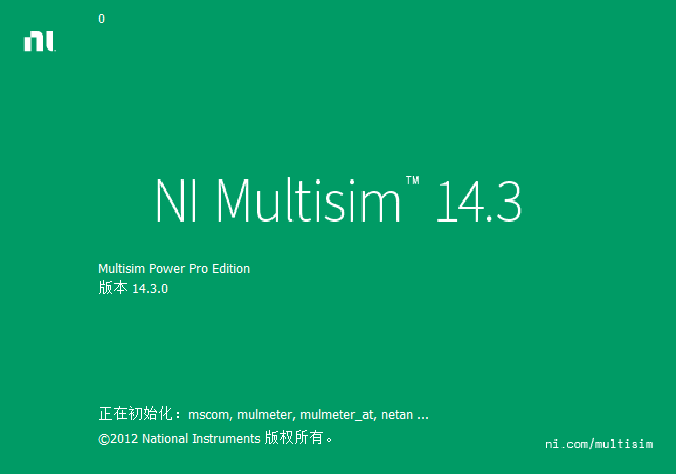 0
ni
NI Multisim™ 14.3
Multisim Power Pro Edition
版本 14.3.0
正在初始化：mscom, mulmeter, mulmeter_at, netan ...
©2012 National Instruments 版权所有。
ni.com/multisim